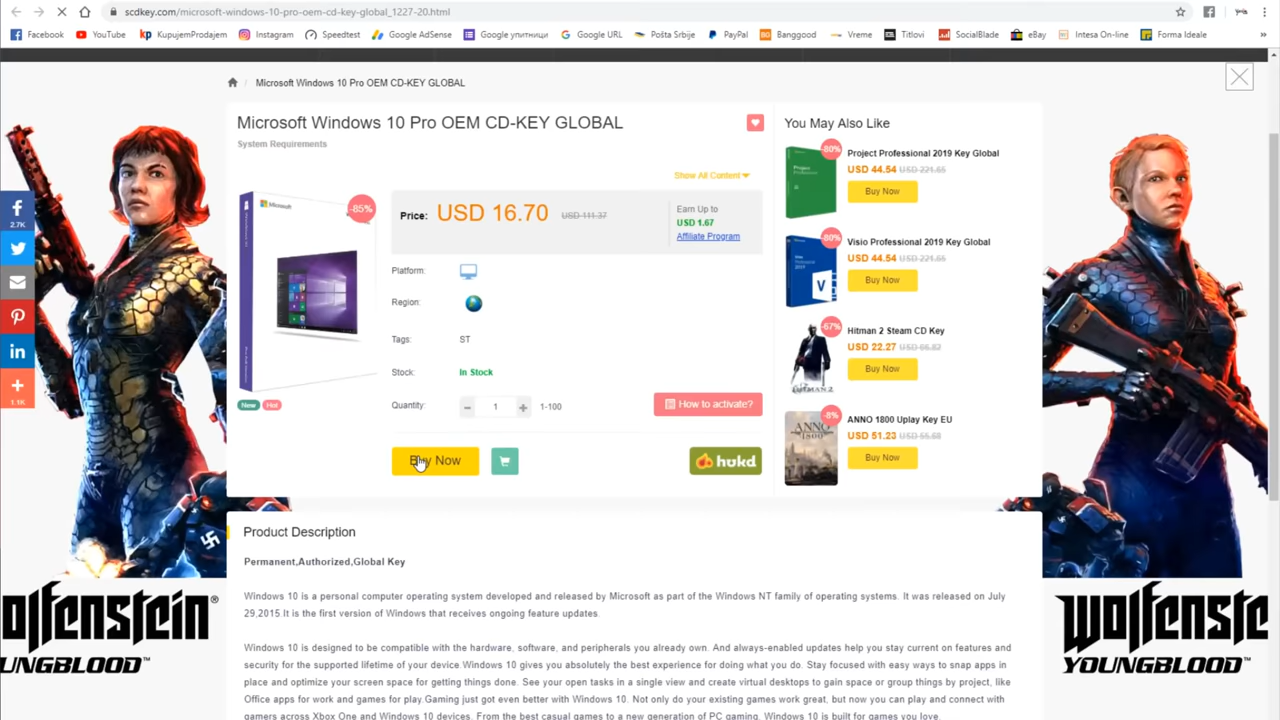 scdkey.com/microsoft-windows-10-pro-oem-cd-key-global_1227-20.html
Facebook YouTube KupujemProdajem Instagram Speedtest Google AdSense Google упитници Google URL Pošta Srbije PayPal Banggood Vreme Titlovi SocialBlade eBay Intesa On-line Forma Ideale
Microsoft Windows 10 Pro OEM CD-KEY GLOBAL
Microsoft Windows 10 Pro OEM CD-KEY GLOBAL
System Requirements
Show All Content
Microsoft
-85%
Price: USD 16.70 USD 111.37
Earn Up to
USD 1.67
Affiliate Program
Platform:
Region:
Tags: ST
Stock: In Stock
Quantity: 1 1-100
New Hot
How to activate?
Buy Now
hukd
You May Also Like
-80%
Project Professional 2019 Key Global
USD 44.54 USD 221.65
Buy Now
-80%
Visio Professional 2019 Key Global
USD 44.54 USD 221.65
Buy Now
-67%
Hitman 2 Steam CD Key
USD 22.27 USD 66.82
Buy Now
-8%
ANNO 1800 Uplay Key EU
USD 51.23 USD 55.68
Buy Now
ANNO
1800
2.7K
1.1K
Product Description
Permanent,Authorized,Global Key
Windows 10 is a personal computer operating system developed and released by Microsoft as part of the Windows NT family of operating systems. It was released on July
29,2015.It is the first version of Windows that receives ongoing feature updates.
Windows 10 is designed to be compatible with the hardware, software, and peripherals you already own. And always-enabled updates help you stay current on features and
security for the supported lifetime of your device.Windows 10 gives you absolutely the best experience for doing what you do. Stay focused with easy ways to snap apps in
place and optimize your screen space for getting things done. See your open tasks in a single view and create virtual desktops to gain space or group things by project, like
Office apps for work and games for play.Gaming just got even better with Windows 10. Not only do your existing games work great, but now you can play and connect with
gamers across Xbox One and Windows 10 devices. From the best casual games to a new generation of PC gaming, Windows 10 is built for games you love.
olfenstein®
UNGBLOOD™
Wolfenste
YOUNGBLOOD™